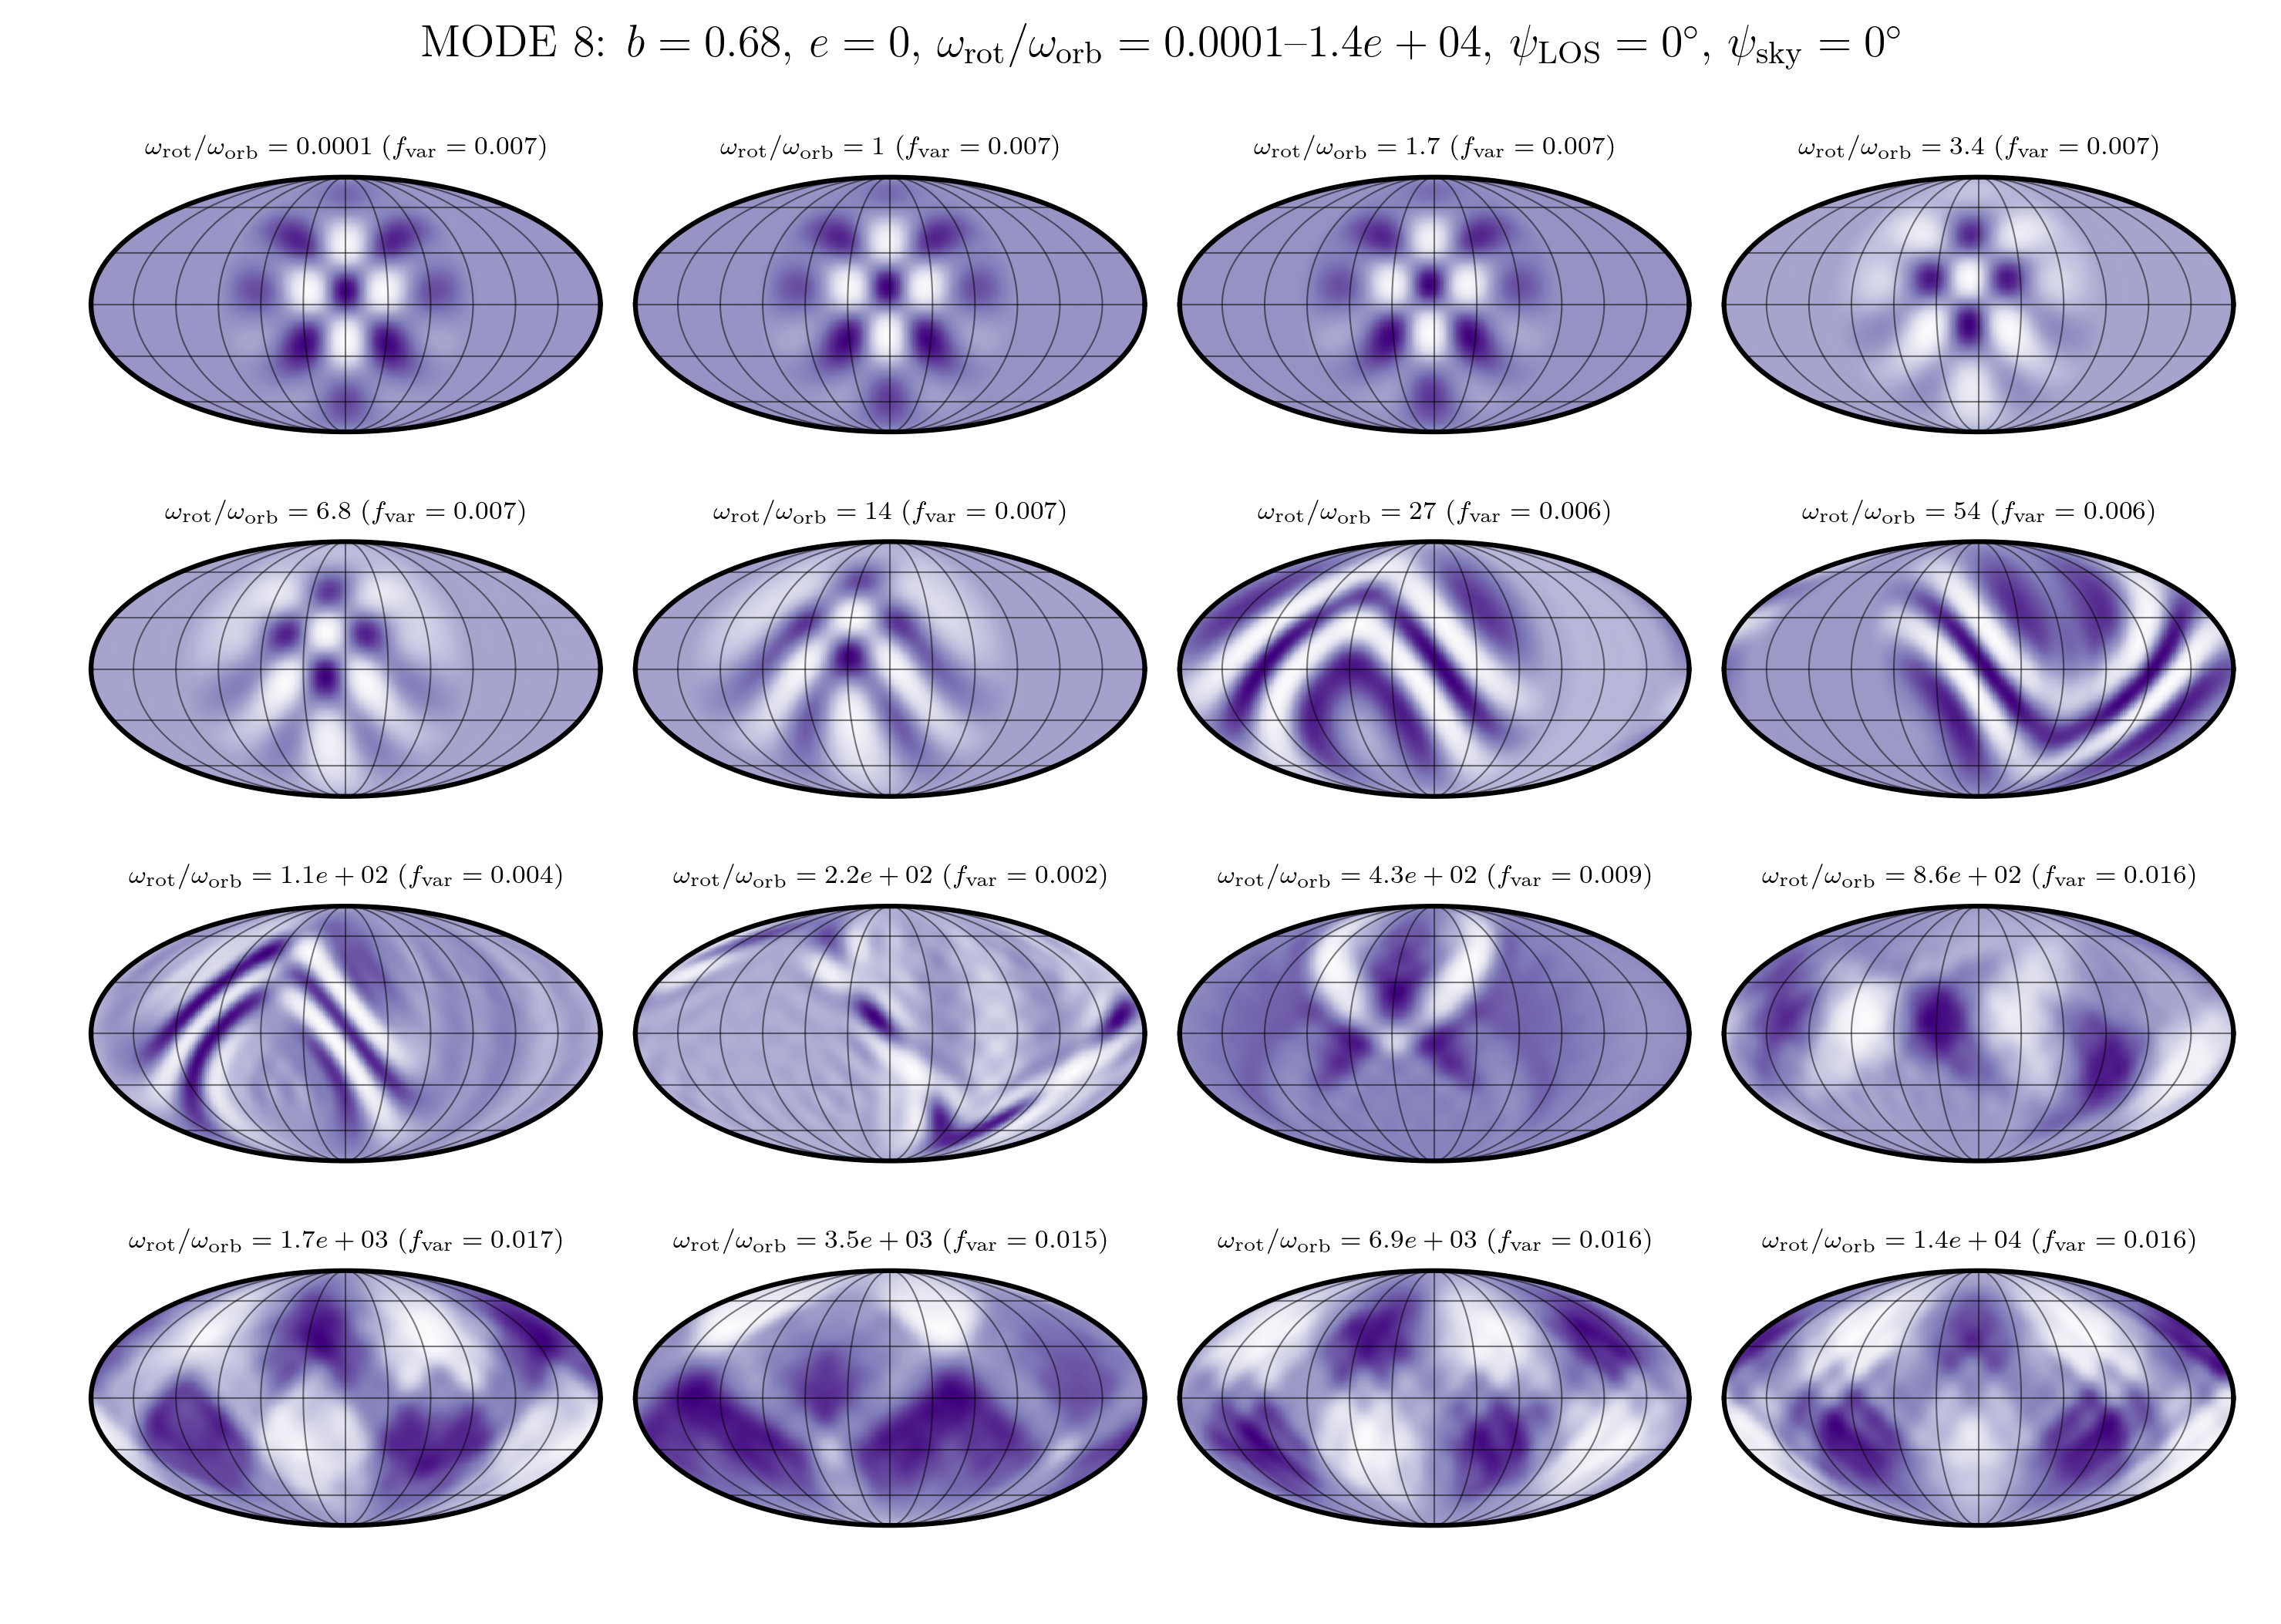 MODE 8: b = 0.68, e = 0, ω_rot/ω_orb = 0.0001–1.4e + 04, ψ_LOS = 0°, ψ_sky = 0°
ω_rot/ω_orb = 0.0001 (f_var = 0.007)
ω_rot/ω_orb = 1 (f_var = 0.007)
ω_rot/ω_orb = 1.7 (f_var = 0.007)
ω_rot/ω_orb = 3.4 (f_var = 0.007)
ω_rot/ω_orb = 6.8 (f_var = 0.007)
ω_rot/ω_orb = 14 (f_var = 0.007)
ω_rot/ω_orb = 27 (f_var = 0.006)
ω_rot/ω_orb = 54 (f_var = 0.006)
ω_rot/ω_orb = 1.1e + 02 (f_var = 0.004)
ω_rot/ω_orb = 2.2e + 02 (f_var = 0.002)
ω_rot/ω_orb = 4.3e + 02 (f_var = 0.009)
ω_rot/ω_orb = 8.6e + 02 (f_var = 0.016)
ω_rot/ω_orb = 1.7e + 03 (f_var = 0.017)
ω_rot/ω_orb = 3.5e + 03 (f_var = 0.015)
ω_rot/ω_orb = 6.9e + 03 (f_var = 0.016)
ω_rot/ω_orb = 1.4e + 04 (f_var = 0.016)